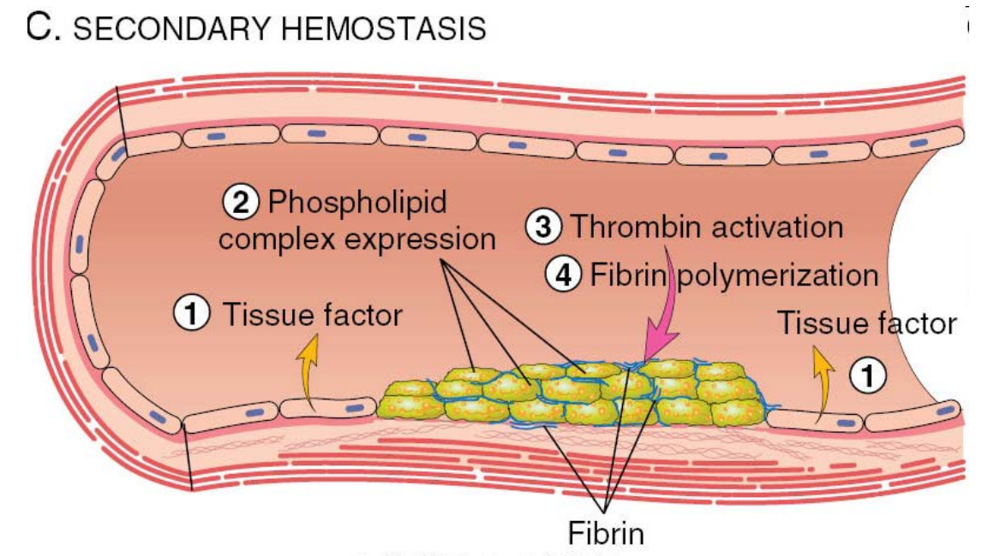 C. SECONDARY HEMOSTASIS
2 Phospholipid
complex expression
3 Thrombin activation
4 Fibrin polymerization
1 Tissue factor
Tissue factor
1
Fibrin